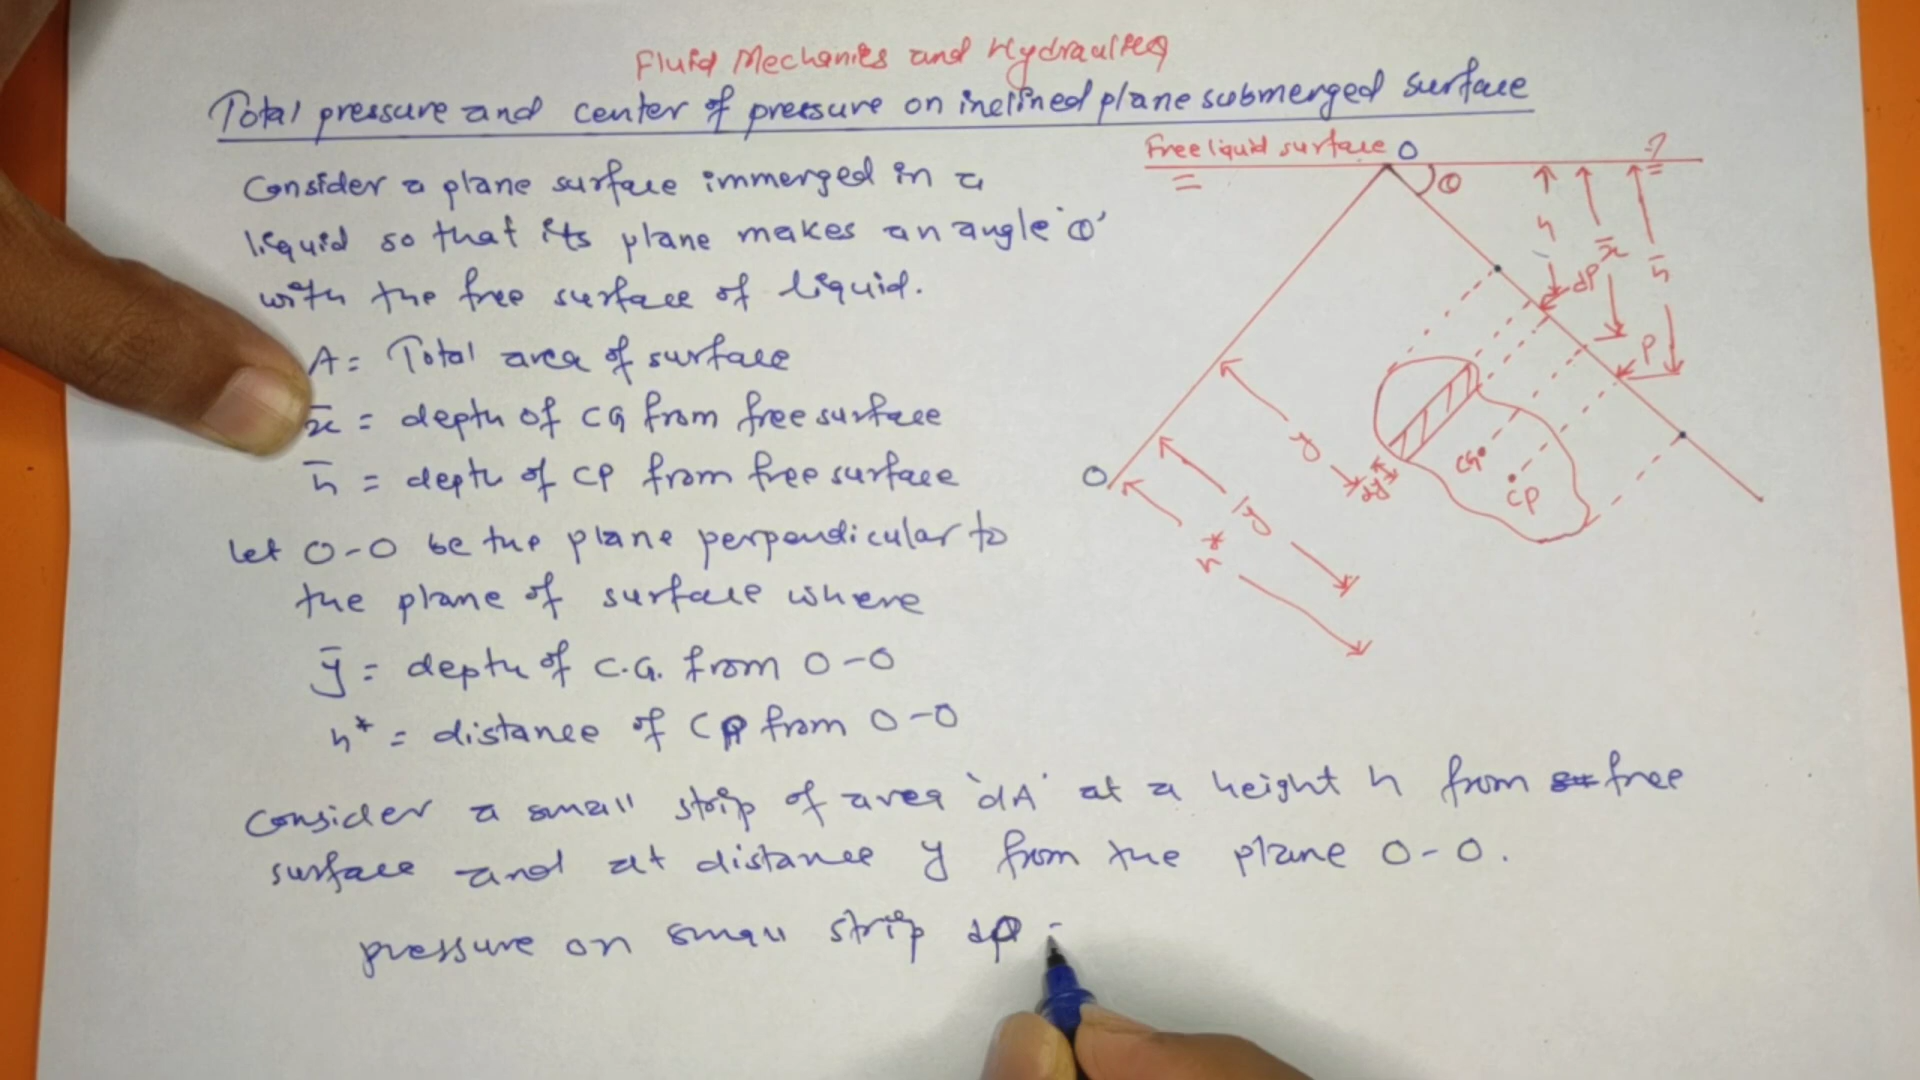 Fluid Mechanics and Hydraulics
Total pressure and center of pressure on inclined plane submerged surface
Consider a plane surface immerged in a
liquid so that its plane makes an angle 'θ'
with the free surface of liquid.
A = Total area of surface
x̄ = depth of CG from free surface
h̄ = depth of CP from free surface
Let O-O be the plane perpendicular to
the plane of surface where
ȳ = depth of C.G. from O-O
h* = distance of CP from O-O
Consider a small strip of area 'dA' at a height h from free
surface and at distance y from the plane O-O.
pressure on small strip dp =
Free liquid surface O
θ
h
x̄
h̄
dp
P
y
dy
CG
CP
O
ȳ
h*